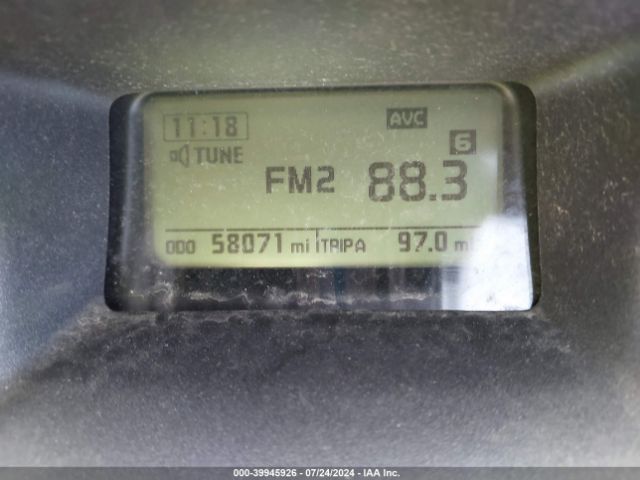 11:18 AVC
TUNE 6
FM2 88.3
ODO 58071 mi TRIP A 97.0 mi
000-39945926 - 07/24/2024 - IAA Inc.